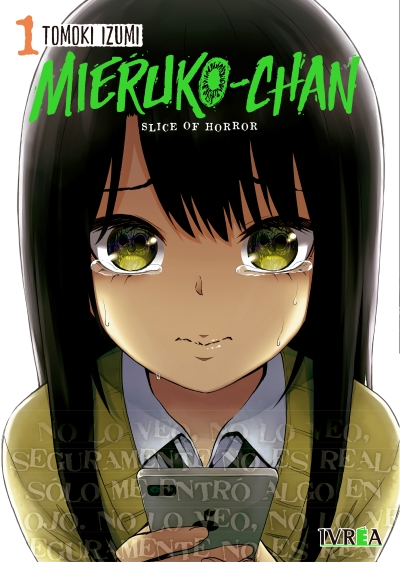 1 TOMOKI IZUMI
MIERUKO-CHAN
SLICE OF HORROR
NO LO VEO, NO LO VEO,
SEGURAMENTE NO ES REAL.
SÓLO ME ENTRÓ ALGO EN
OJO. NO LO VEO, NO LO VEO,
SEGURAMENTE NO ES REAL.
IVREA